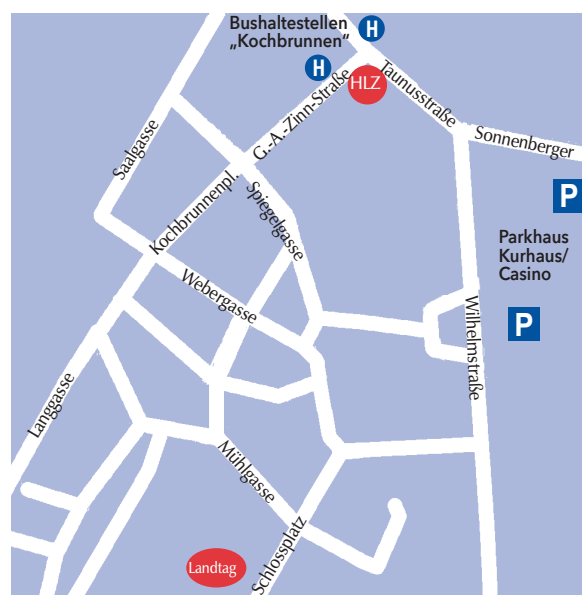 Bushaltestellen
„Kochbrunnen“
H
H
HLZ
Taunusstraße
G.-A.-Zinn-Straße
Sonnenberger
Saalgasse
P
Kochbrunnenpl.
Spiegelgasse
Parkhaus
Kurhaus/
Casino
Webergasse
P
Wilhelmstraße
Langgasse
Mühlgasse
Schlossplatz
Landtag